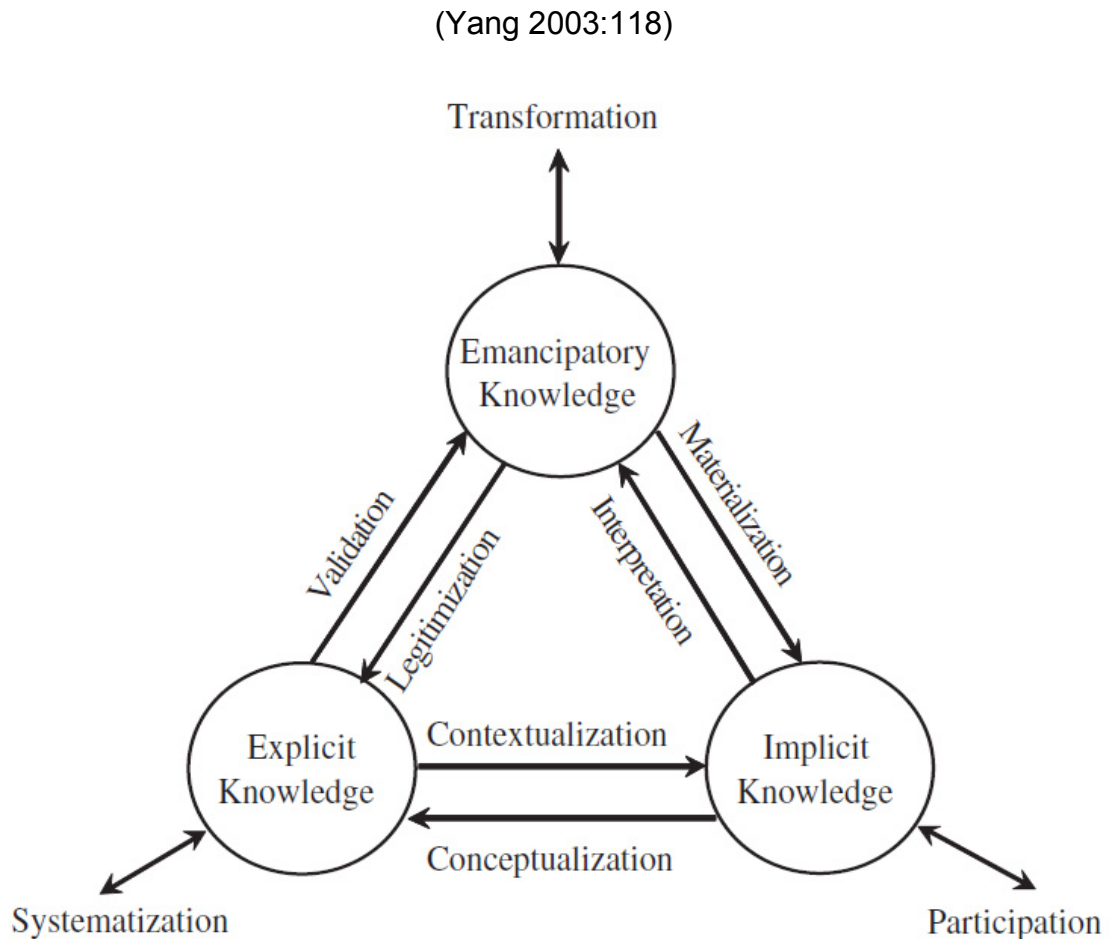 (Yang 2003:118)
Transformation
Emancipatory
Knowledge
Validation
Legitimization
Interpretation
Materialization
Explicit
Knowledge
Contextualization
Conceptualization
Implicit
Knowledge
Systematization
Participation